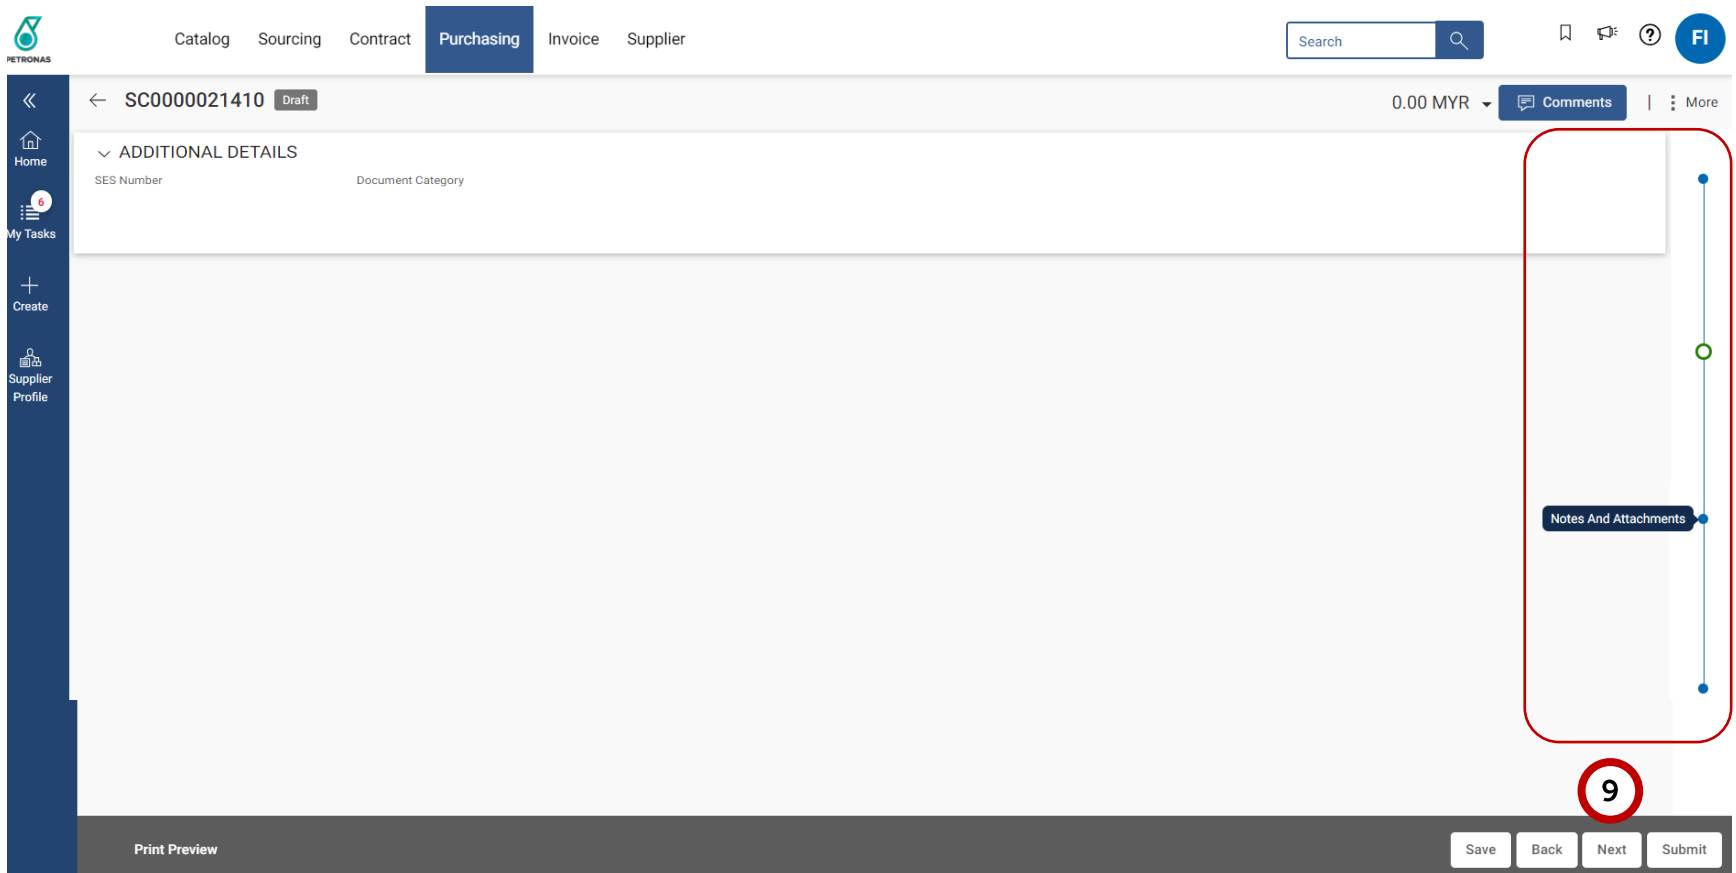 PETRONAS
Catalog Sourcing Contract Purchasing Invoice Supplier
Search
FI
SC0000021410 Draft
0.00 MYR Comments | More
Home
6
My Tasks
Create
Supplier
Profile
ADDITIONAL DETAILS
SES Number Document Category
Notes And Attachments
9
Print Preview
Save Back Next Submit